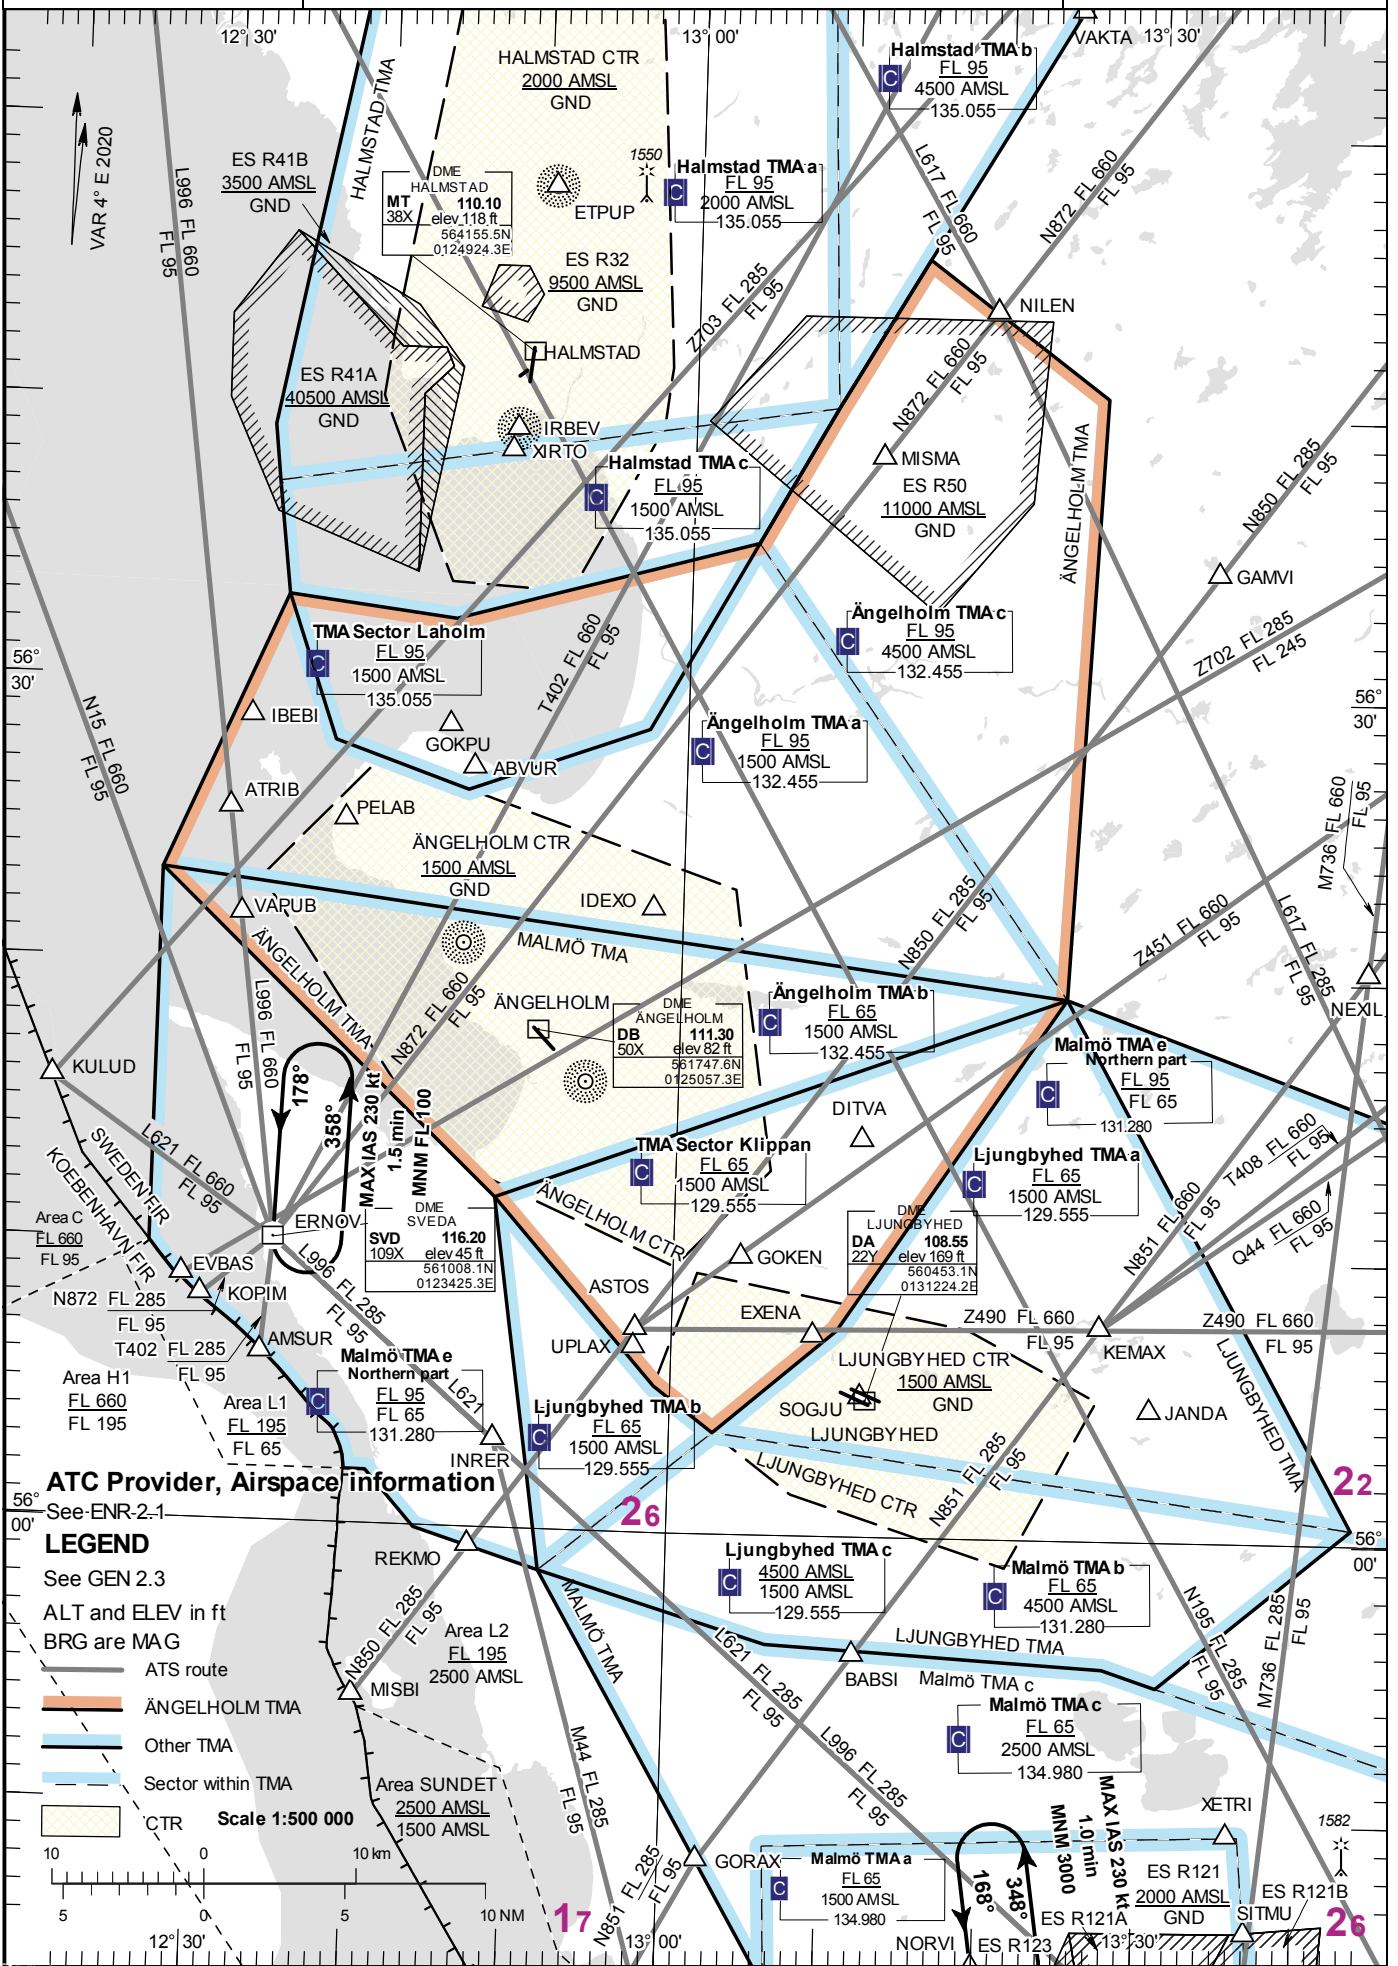 12° 30'
13° 00'
13° 30'
VAKTA
HALMSTAD CTR
2000 AMSL
GND
Halmstad TMA b
FL 95
4500 AMSL
135.055
C
HALMSTAD TMA
VAR 4° E 2020
L996 FL 660
FL 95
ES R41B
3500 AMSL
GND
DME
HALMSTAD
MT 110.10
38X elev 118 ft
564155.5N
0124924.3E
ETPUP
1550
Halmstad TMA a
FL 95
2000 AMSL
135.055
C
L617 FL 660
FL 95
N872 FL 660
FL 95
ES R32
9500 AMSL
GND
Z703 FL 285
FL 95
NILEN
HALMSTAD
ES R41A
40500 AMSL
GND
N872 FL 660
FL 95
IRBEV
XIRTO
Halmstad TMA c
FL 95
1500 AMSL
135.055
C
MISMA
ES R50
11000 AMSL
GND
ÄNGELHOLM TMA
N850 FL 285
FL 95
GAMVI
TMA Sector Laholm
FL 95
1500 AMSL
135.055
C
T402 FL 660
FL 95
Ängelholm TMA c
FL 95
4500 AMSL
132.455
C
Z702 FL 285
FL 245
56°
30'
56°
30'
N15 FL 660
FL 95
IBEBI
GOKPU
ABVUR
Ängelholm TMA a
FL 95
1500 AMSL
132.455
C
ATRIB
PELAB
M736 FL 660
FL 95
ÄNGELHOLM CTR
1500 AMSL
GND
VAPUB
IDEXO
ÄNGELHOLM TMA
MALMÖ TMA
N850 FL 285
FL 95
Z451 FL 660
FL 95
L617 FL 285
FL 95
NEXIL
L996 FL 660
FL 95
N872 FL 660
FL 95
ÄNGELHOLM
DME
ÄNGELHOLM
DB 111.30
50X elev 82 ft
561747.6N
0125057.3E
Ängelholm TMA b
FL 65
1500 AMSL
132.455
C
KULUD
178°
358°
MAX IAS 230 kt
1.5 min
MNM FL 100
Malmö TMA e
Northern part
FL 95
FL 65
131.280
C
DITVA
L621 FL 660
FL 95
SWEDEN FIR
KOEBENHAVN FIR
TMA Sector Klippan
FL 65
1500 AMSL
129.555
C
Ljungbyhed TMA a
FL 65
1500 AMSL
129.555
C
T408 FL 660
FL 95
Q44 FL 660
FL 95
N851 FL 660
FL 95
Area C
FL 660
FL 95
ERNOV
DME
SVEDA
SVD 116.20
109X elev 45 ft
561008.1N
0123425.3E
ÄNGELHOLM CTR
DME
LJUNGBYHED
DA 108.55
22Y elev 169 ft
560453.1N
0131224.2E
GOKEN
EVBAS
KOPIM
L996 FL 285
FL 95
ASTOS
EXENA
N872 FL 285
FL 95
T402 FL 285
FL 95
AMSUR
UPLAX
Z490 FL 660
FL 95
Z490 FL 660
FL 95
KEMAX
LJUNGBYHED CTR
1500 AMSL
GND
LJUNGBYHED TMA
Area H1
FL 660
FL 195
Area L1
FL 195
FL 65
Malmö TMA e
Northern part
FL 95
FL 65
131.280
C
L621
INRER
Ljungbyhed TMA b
FL 65
1500 AMSL
129.555
C
SOGJU
LJUNGBYHED
JANDA
LJUNGBYHED CTR
N851 FL 285
FL 95
ATC Provider, Airspace information
See ENR 2.1
56°
00'
26
22
56°
00'
LEGEND
See GEN 2.3
ALT and ELEV in ft
BRG are MAG
ATS route
ÄNGELHOLM TMA
Other TMA
Sector within TMA
CTR
Scale 1:500 000
10 0 10 km
5 0 5 10 NM
REKMO
N850 FL 285
FL 95
MISBI
Area L2
FL 195
2500 AMSL
MALMÖ TMA
Ljungbyhed TMA c
4500 AMSL
1500 AMSL
129.555
C
Malmö TMA b
FL 65
4500 AMSL
131.280
C
L621 FL 285
FL 95
LJUNGBYHED TMA
BABSI
Malmö TMA c
N195 FL 285
FL 95
M736 FL 285
FL 95
Malmö TMA c
FL 65
2500 AMSL
134.980
C
L996 FL 285
FL 95
M44 FL 285
FL 95
Area SUNDET
2500 AMSL
1500 AMSL
XETRI
1582
GORAX
Malmö TMA a
FL 65
1500 AMSL
134.980
C
168°
348°
MNM 3000
1.0 min
MAX IAS 230 kt
ES R121
2000 AMSL
GND
ES R121B
SITMU
ES R121A
N851 FL 285
FL 95
17
26
NORVI
ES R123
12° 30'
13° 00'
13° 30'